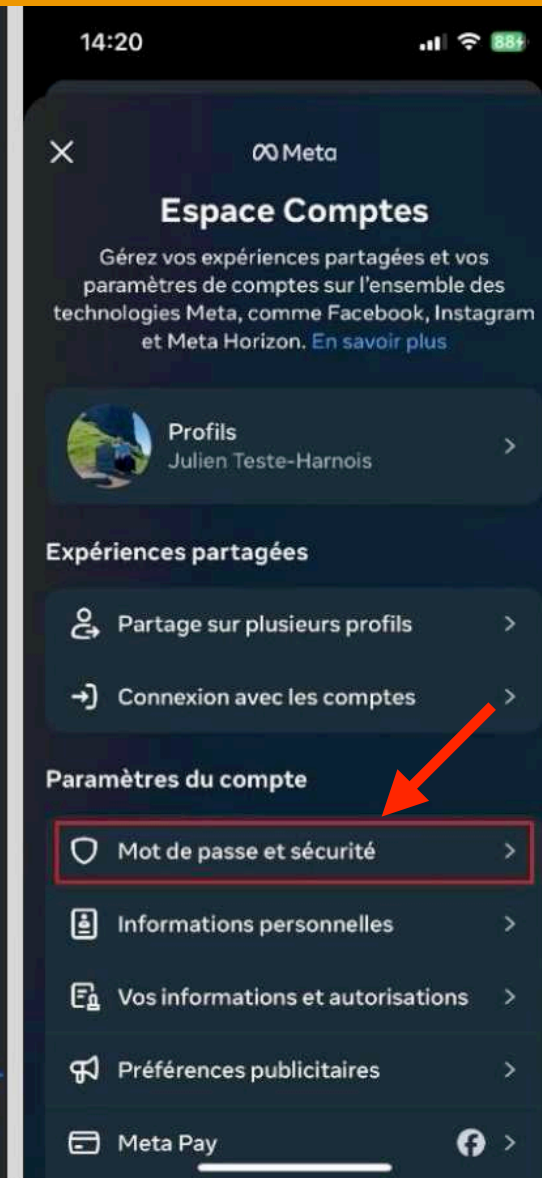 14:20
88
Meta
Espace Comptes
Gérez vos expériences partagées et vos
paramètres de comptes sur l'ensemble des
technologies Meta, comme Facebook, Instagram
et Meta Horizon. En savoir plus
Profils
Julien Teste-Harnois
Expériences partagées
Partage sur plusieurs profils
Connexion avec les comptes
Paramètres du compte
Mot de passe et sécurité
Informations personnelles
Vos informations et autorisations
Préférences publicitaires
Meta Pay